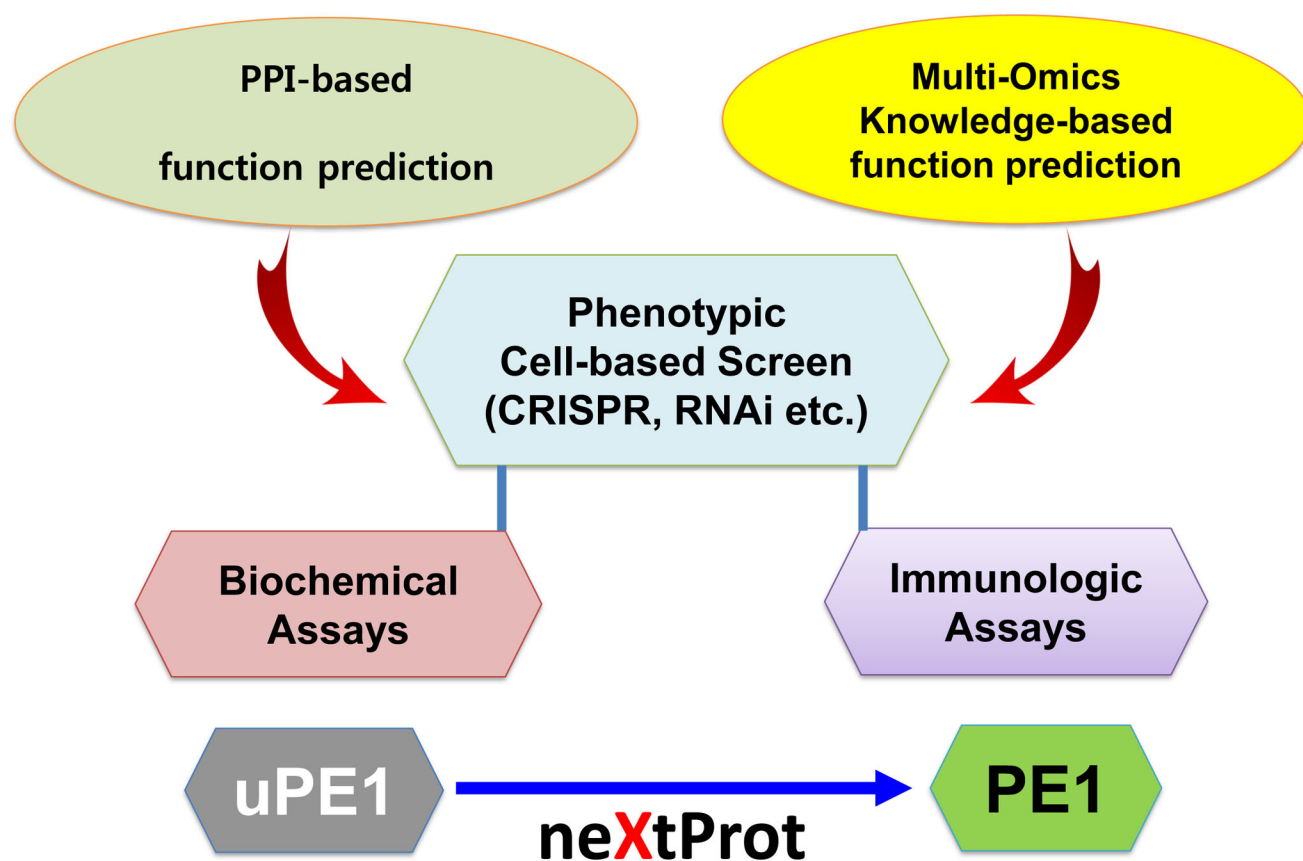 PPI-based
function prediction
Multi-Omics
Knowledge-based
function prediction
Phenotypic
Cell-based Screen
(CRISPR, RNAi etc.)
Biochemical
Assays
Immunologic
Assays
uPE1
PE1
neXtProt